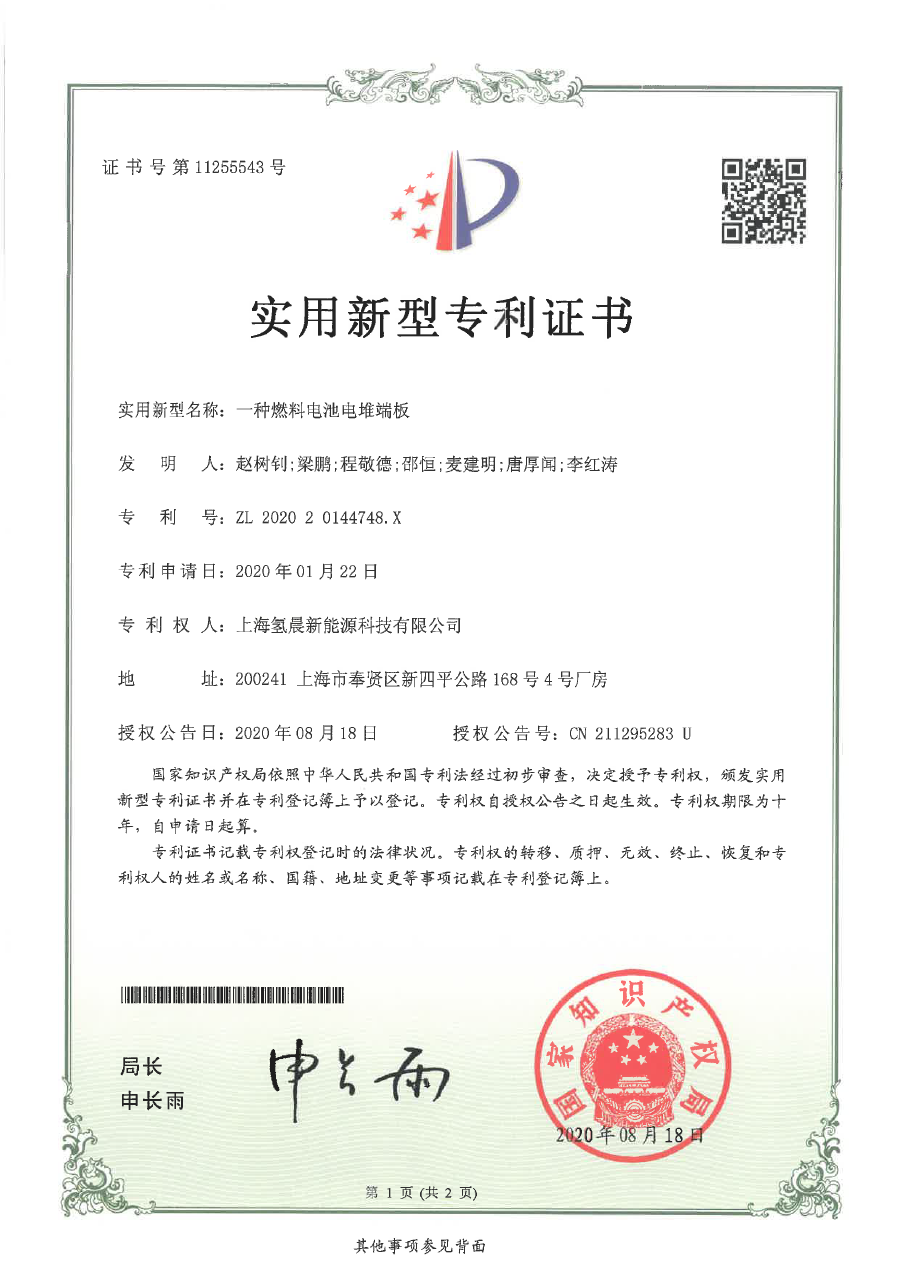 证书号第11255543号
实用新型专利证书
实用新型名称：一种燃料电池电堆端板
发明人：赵树钊;梁鹏;程敬德;邵恒;麦建明;唐厚闻;李红涛
专利号：ZL 2020 2 0144748.X
专利申请日：2020年01月22日
专利权人：上海氢晨新能源科技有限公司
地址：200241 上海市奉贤区新四平公路168号4号厂房
授权公告日：2020年08月18日 授权公告号：CN 211295283 U
国家知识产权局依照中华人民共和国专利法经过初步审查，决定授予专利权，颁发实用
新型专利证书并在专利登记簿上予以登记。专利权自授权公告之日起生效。专利权期限为十
年，自申请日起算。
专利证书记载专利权登记时的法律状况。专利权的转移、质押、无效、终止、恢复和专
利权人的姓名或名称、国籍、地址变更等事项记载在专利登记簿上。
局长
申长雨
申长雨
国家知识产权局
2020年08月18日
第 1 页 (共 2 页)
其他事项参见背面